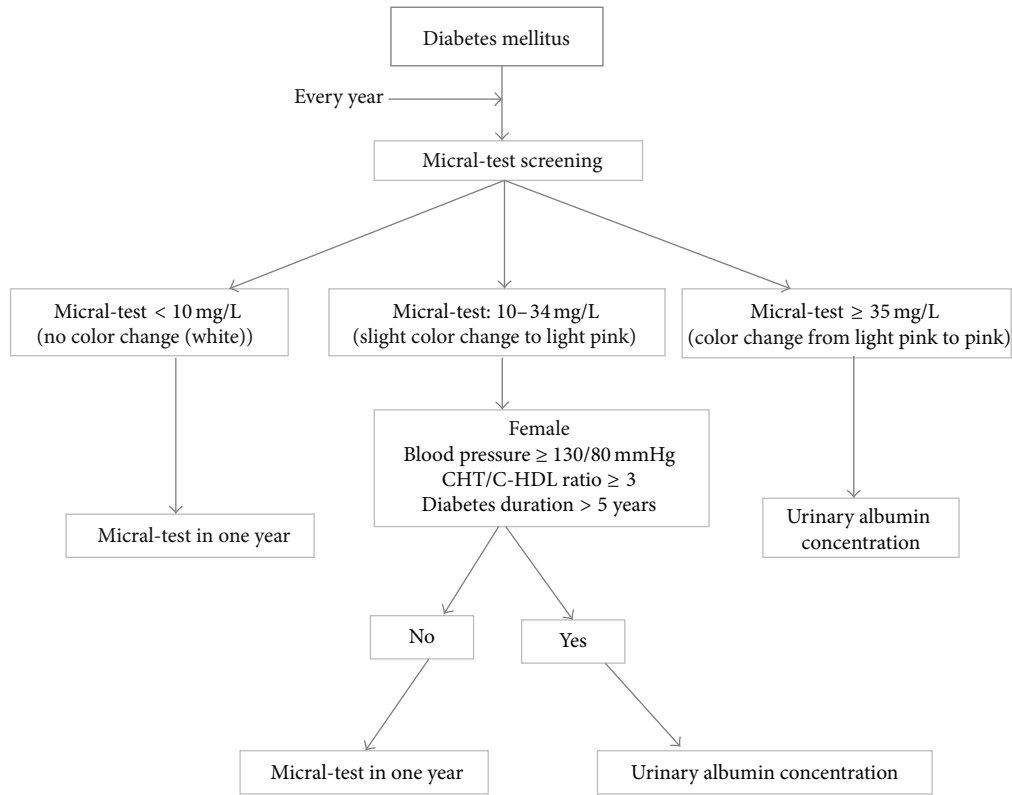 Diabetes mellitus
Every year
Micral-test screening
Micral-test < 10 mg/L
(no color change (white))
Micral-test: 10–34 mg/L
(slight color change to light pink)
Micral-test ≥ 35 mg/L
(color change from light pink to pink)
Female
Blood pressure ≥ 130/80 mmHg
CHT/C-HDL ratio ≥ 3
Diabetes duration > 5 years
Micral-test in one year
Urinary albumin
concentration
No
Yes
Micral-test in one year
Urinary albumin concentration